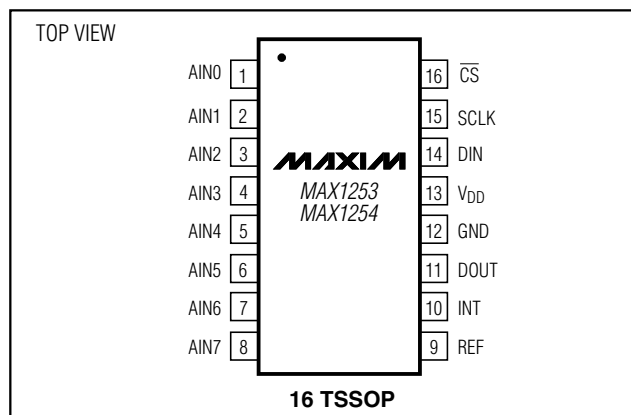 TOP VIEW
AIN0 1
16 C̅S̅
AIN1 2
15 SCLK
AIN2 3
MAXIM
14 DIN
AIN3 4
MAX1253
13 VDD
MAX1254
AIN4 5
12 GND
AIN5 6
11 DOUT
AIN6 7
10 INT
AIN7 8
9 REF
16 TSSOP